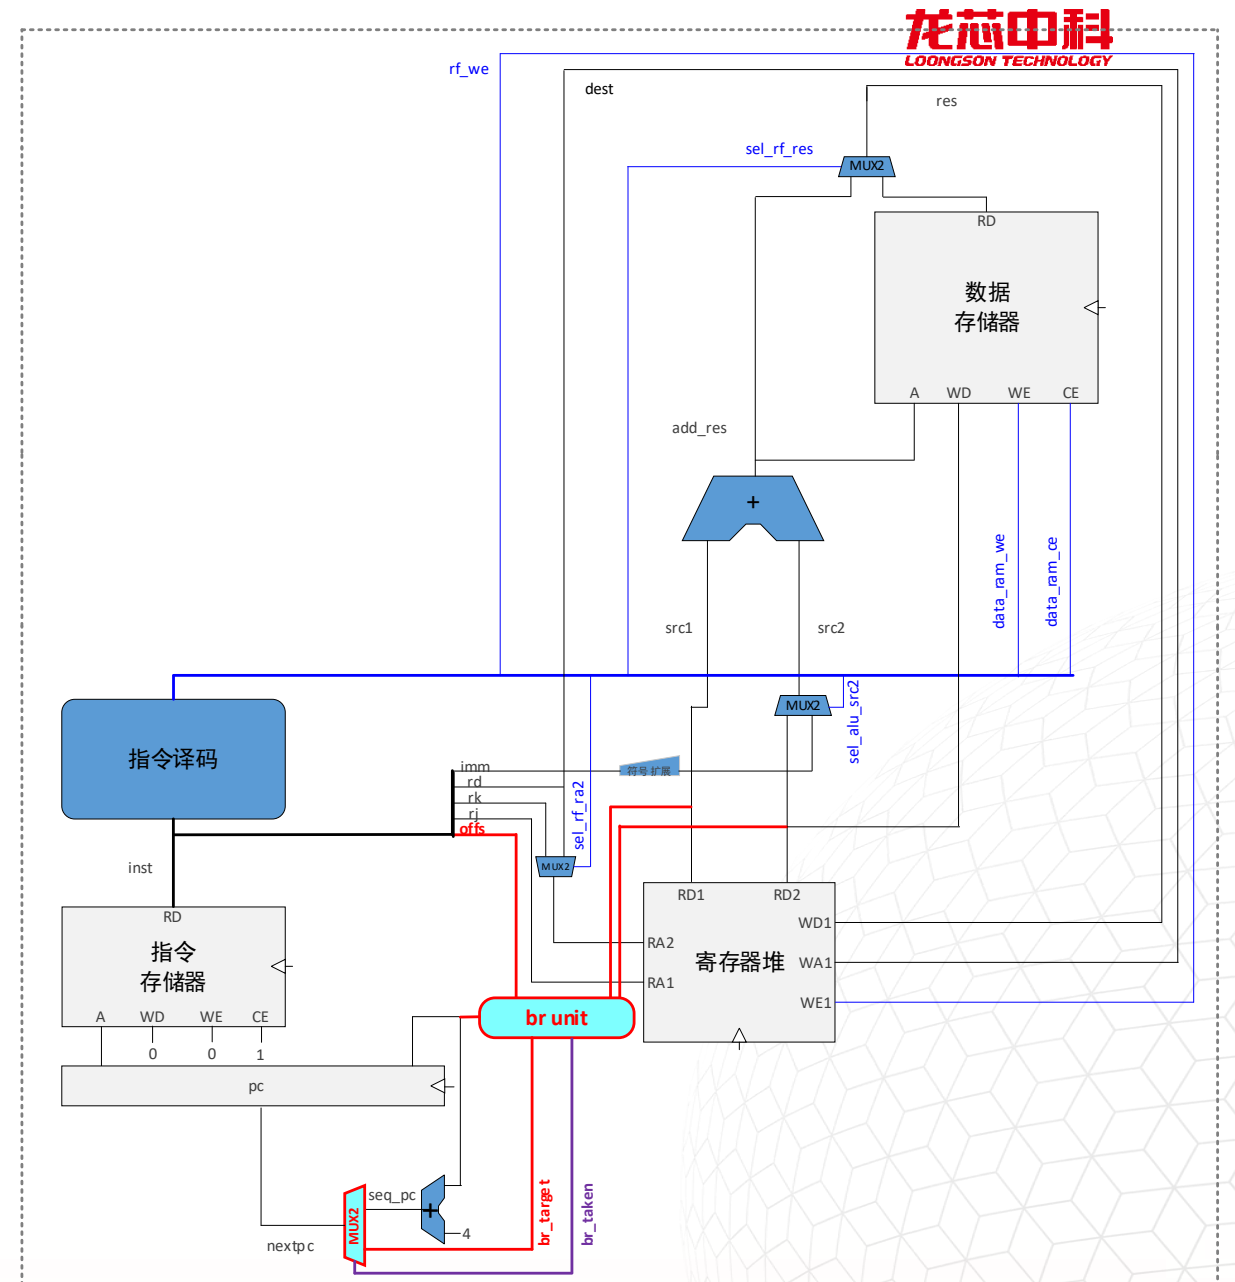 龙芯中科
LOONGSON TECHNOLOGY
rf_we
dest
res
sel_rf_res
MUX2
RD
数据
存储器
A WD WE CE
add_res
+
data_ram_we
data_ram_ce
src1
src2
MUX2
sel_alu_src2
指令译码
imm
符号扩展
rd
rk
rj
offs
sel_rf_ra2
MUX2
inst
RD
指令
存储器
A WD WE CE
0 0 1
RD1 RD2
WD1
RA2
寄存器堆
WA1
RA1
WE1
br unit
pc
br_target
br_taken
seq_pc
+
MUX2
4
nextpc